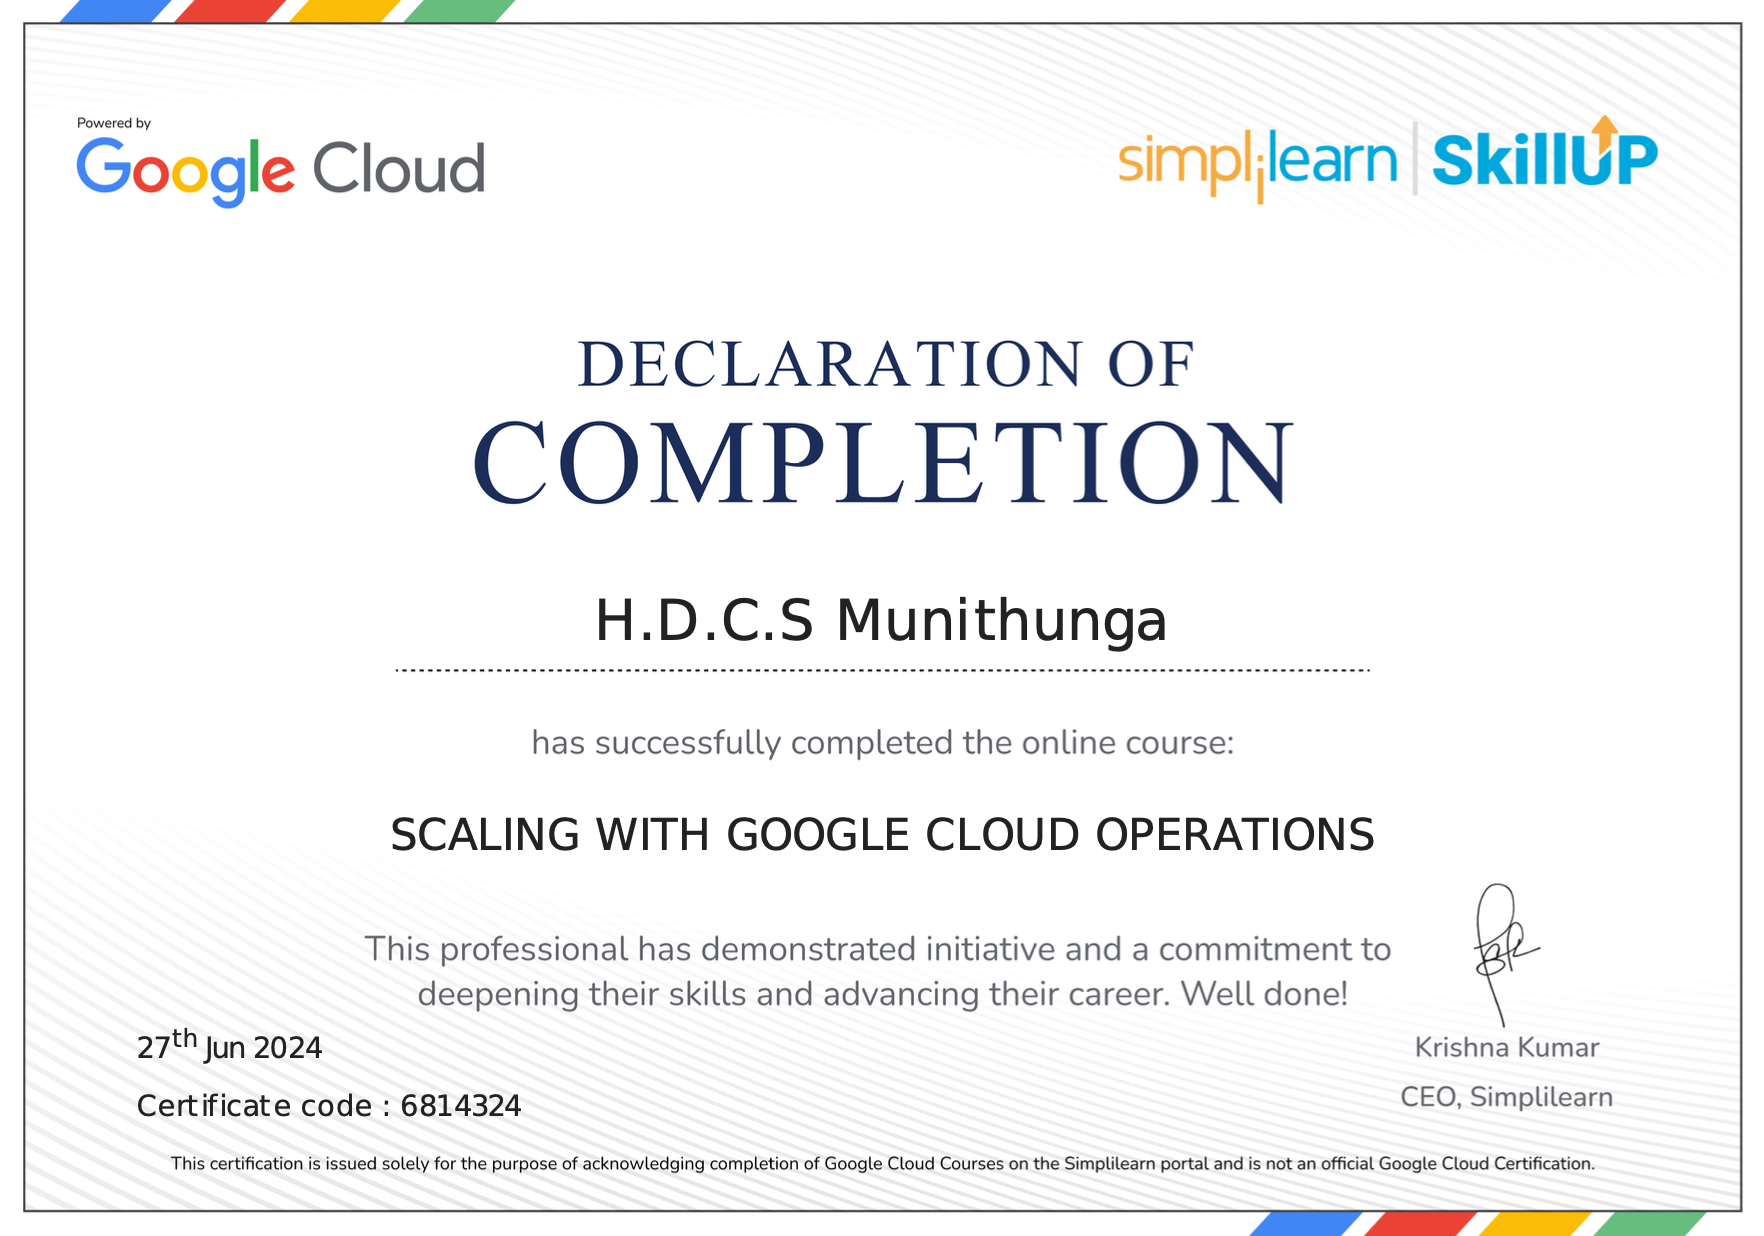 Powered by
Google Cloud
simplilearn | SkillUP
DECLARATION OF
COMPLETION
H.D.C.S Munithunga
has successfully completed the online course:
SCALING WITH GOOGLE CLOUD OPERATIONS
This professional has demonstrated initiative and a commitment to
deepening their skills and advancing their career. Well done!
27th Jun 2024
Krishna Kumar
CEO, Simplilearn
Certificate code : 6814324
This certification is issued solely for the purpose of acknowledging completion of Google Cloud Courses on the Simplilearn portal and is not an official Google Cloud Certification.